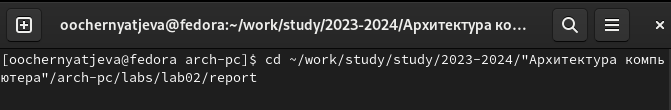 oochernyatjeva@fedora:~/work/study/2023-2024/Архитектура ко...
[oochernyatjeva@fedora arch-pc]$ cd ~/work/study/study/2023-2024/"Архитектура компь
ютера"/arch-pc/labs/lab02/report